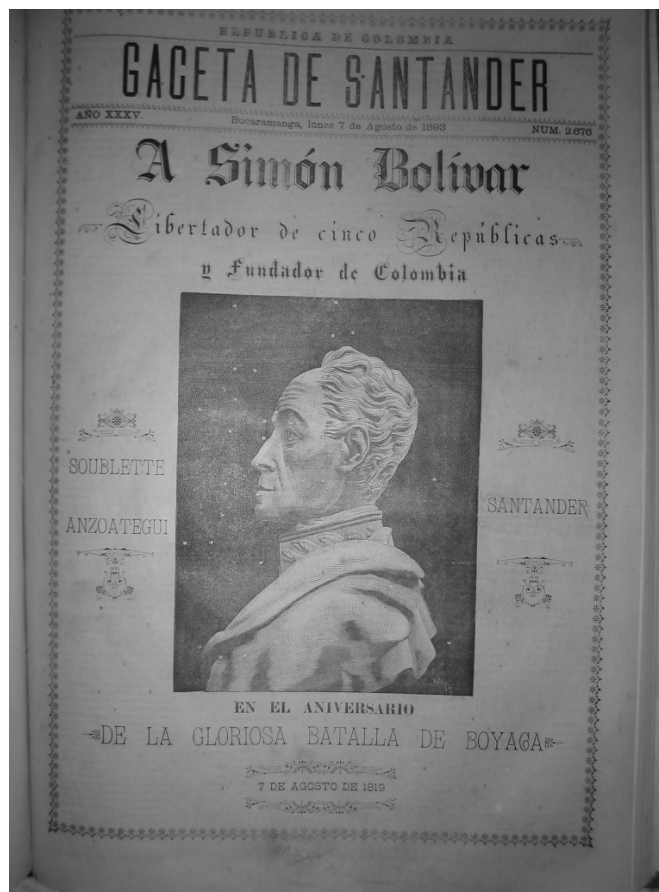 REPUBLICA DE COLOMBIA
GACETA DE SANTANDER
AÑO XXXV.
Bucaramanga, lunes 7 de Agosto de 1893
NUM. 2.676
A Simón Bolívar
Libertador de cinco Repúblicas
y Fundador de Colombia
SOUBLETTE
ANZOATEGUI
SANTANDER
EN EL ANIVERSARIO
DE LA GLORIOSA BATALLA DE BOYACA
7 DE AGOSTO DE 1819